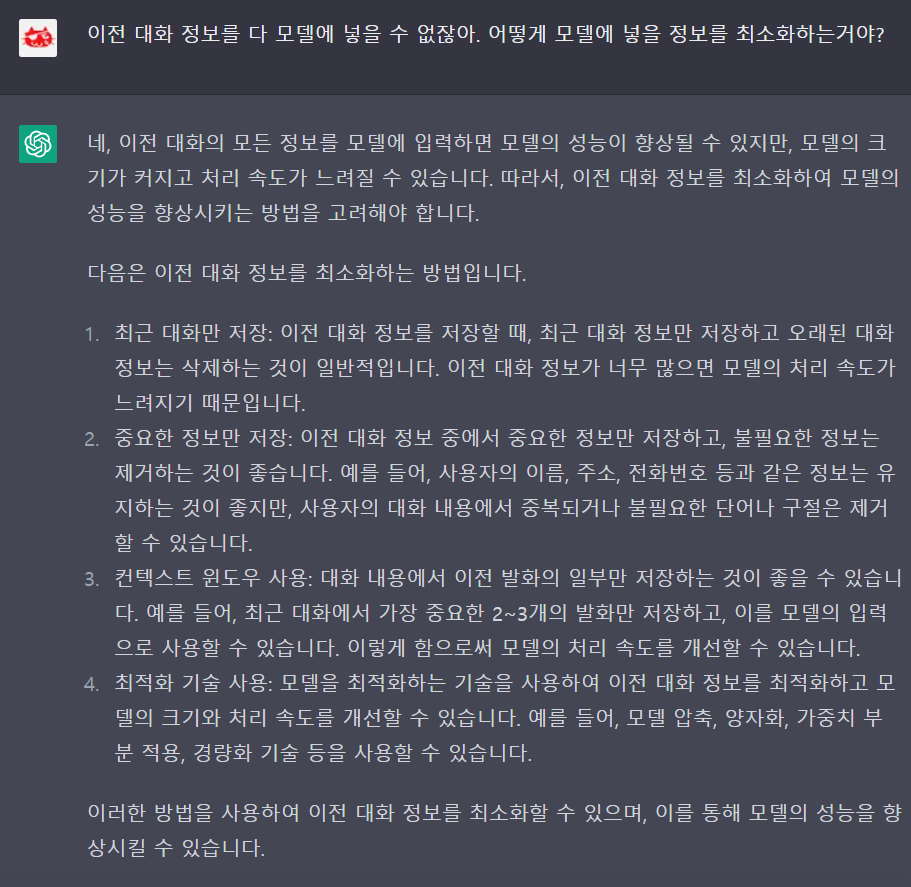 이전 대화 정보를 다 모델에 넣을 수 없잖아. 어떻게 모델에 넣을 정보를 최소화하는거야?
네, 이전 대화의 모든 정보를 모델에 입력하면 모델의 성능이 향상될 수 있지만, 모델의 크
기가 커지고 처리 속도가 느려질 수 있습니다. 따라서, 이전 대화 정보를 최소화하여 모델의
성능을 향상시키는 방법을 고려해야 합니다.
다음은 이전 대화 정보를 최소화하는 방법입니다.
1. 최근 대화만 저장: 이전 대화 정보를 저장할 때, 최근 대화 정보만 저장하고 오래된 대화
정보는 삭제하는 것이 일반적입니다. 이전 대화 정보가 너무 많으면 모델의 처리 속도가
느려지기 때문입니다.
2. 중요한 정보만 저장: 이전 대화 정보 중에서 중요한 정보만 저장하고, 불필요한 정보는
제거하는 것이 좋습니다. 예를 들어, 사용자의 이름, 주소, 전화번호 등과 같은 정보는 유
지하는 것이 좋지만, 사용자의 대화 내용에서 중복되거나 불필요한 단어나 구절은 제거
할 수 있습니다.
3. 컨텍스트 윈도우 사용: 대화 내용에서 이전 발화의 일부만 저장하는 것이 좋을 수 있습니
다. 예를 들어, 최근 대화에서 가장 중요한 2~3개의 발화만 저장하고, 이를 모델의 입력
으로 사용할 수 있습니다. 이렇게 함으로써 모델의 처리 속도를 개선할 수 있습니다.
4. 최적화 기술 사용: 모델을 최적화하는 기술을 사용하여 이전 대화 정보를 최적화하고 모
델의 크기와 처리 속도를 개선할 수 있습니다. 예를 들어, 모델 압축, 양자화, 가중치 부
분 적용, 경량화 기술 등을 사용할 수 있습니다.
이러한 방법을 사용하여 이전 대화 정보를 최소화할 수 있으며, 이를 통해 모델의 성능을 향
상시킬 수 있습니다.